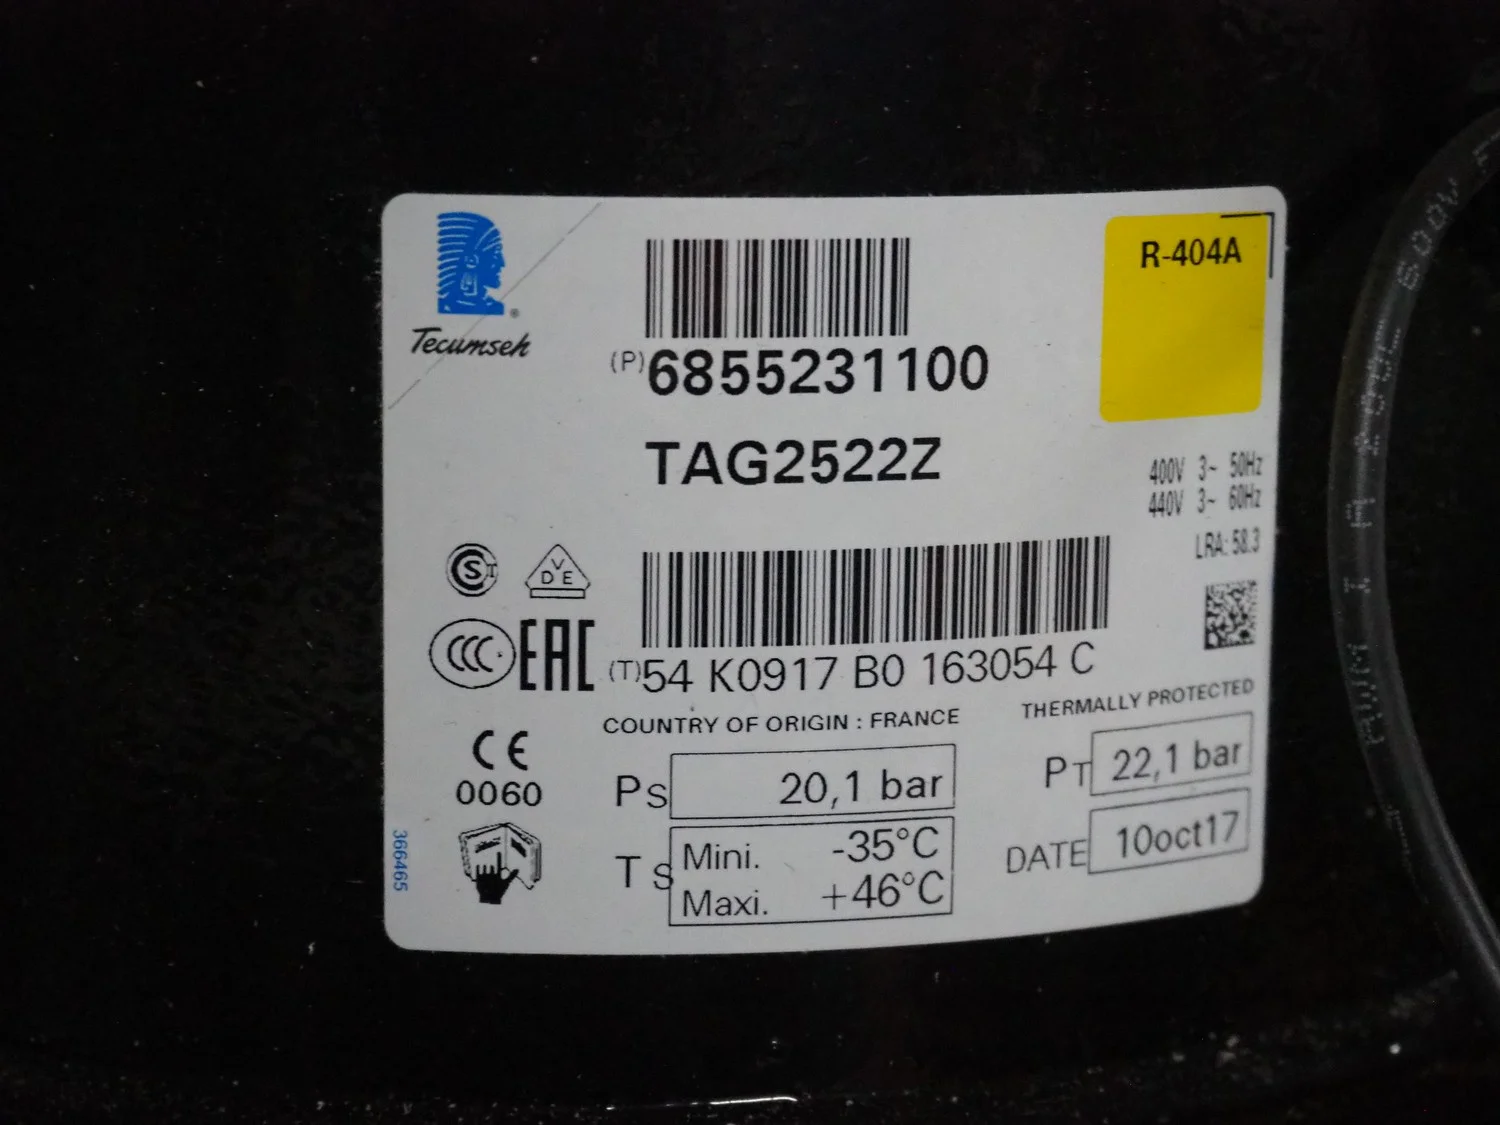 R-404A
Tecumseh
(P)6855231100
TAG2522Z
400V 3~ 50Hz
440V 3~ 60Hz
LRA: 58.3
VDE
EAC
(T)54 K0917 B0 163054 C
COUNTRY OF ORIGIN : FRANCE
THERMALLY PROTECTED
CE
0060
PS 20,1 bar
PT 22,1 bar
TS Mini. -35°C
Maxi. +46°C
DATE 10oct17
366465
600V